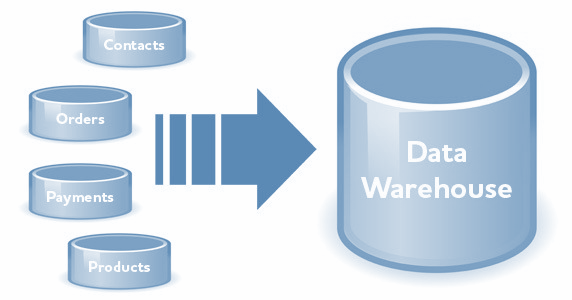 Contacts
Orders
Payments
Products
Data
Warehouse